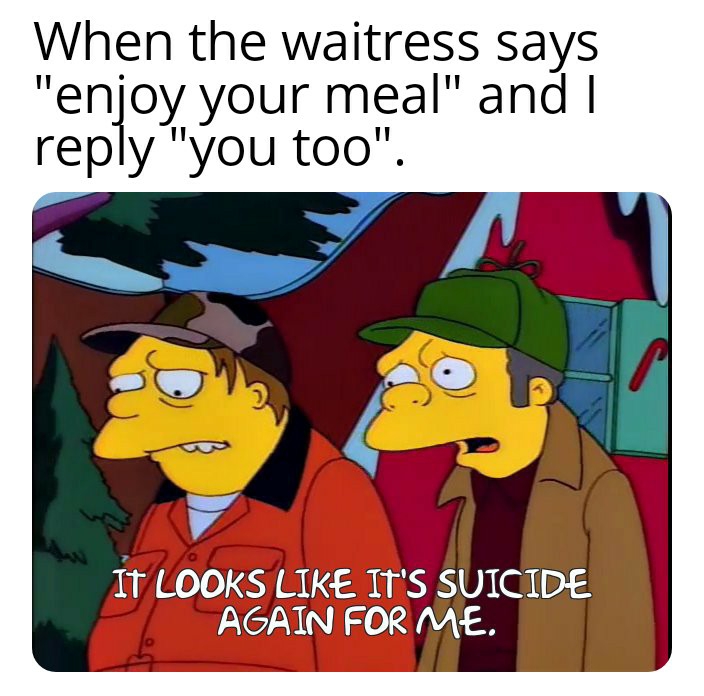 When the waitress says
"enjoy your meal" and I
reply "you too".
IT LOOKS LIKE IT'S SUICIDE
AGAIN FOR ME.